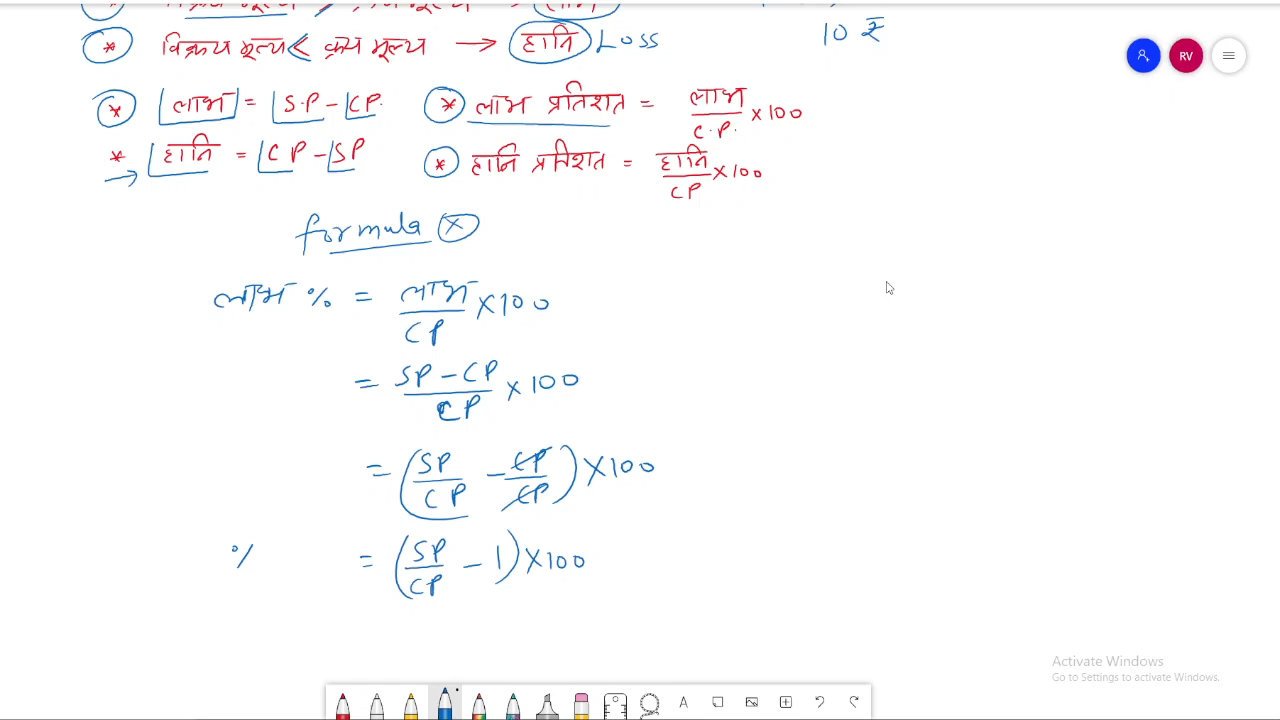 * विक्रय मूल्य < क्रय मूल्य → हानि Loss
10 ₹
RV
* लाभ = S.P - CP. * लाभ प्रतिशत = लाभ / C.P. × 100
* हानि = CP - SP * हानि प्रतिशत = हानि / CP × 100
formula ×
लाभ % = लाभ / CP × 100
= SP - CP / CP × 100
= (SP / CP - CP / CP) × 100
% = (SP / CP - 1) × 100
Activate Windows
Go to Settings to activate Windows.
A